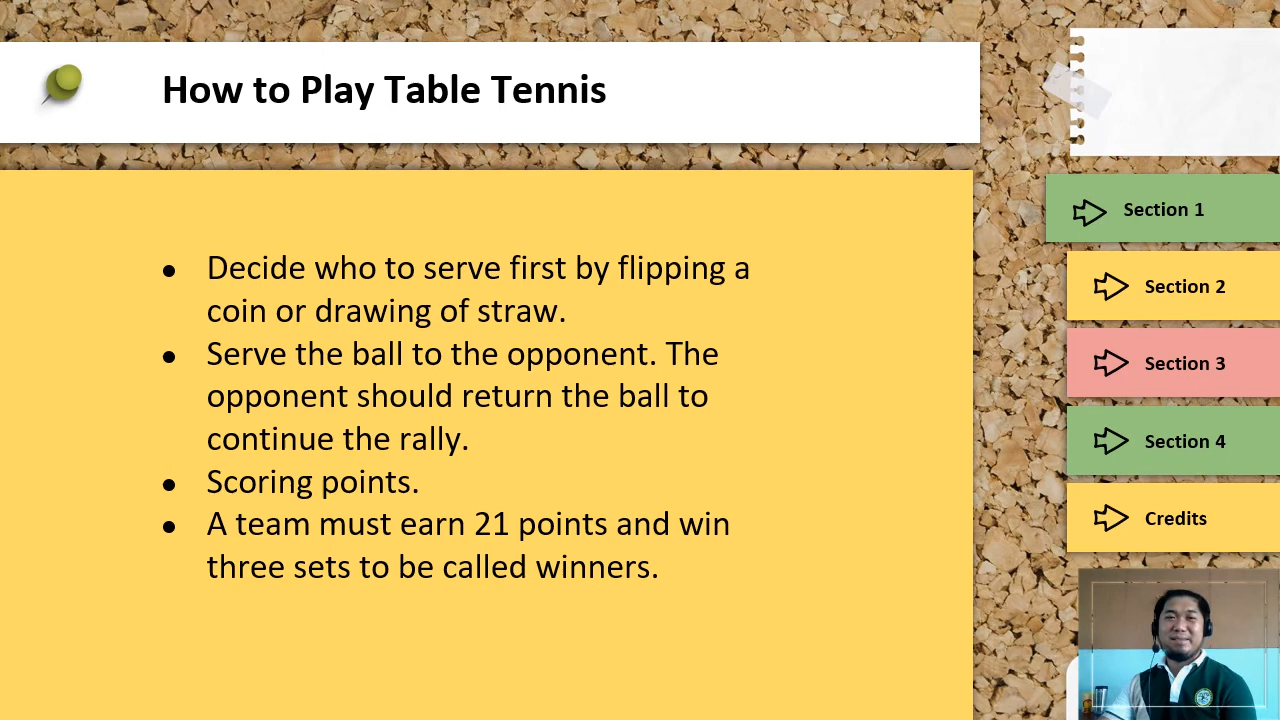 How to Play Table Tennis
● Decide who to serve first by flipping a
coin or drawing of straw.
● Serve the ball to the opponent. The
opponent should return the ball to
continue the rally.
● Scoring points.
● A team must earn 21 points and win
three sets to be called winners.
Section 1
Section 2
Section 3
Section 4
Credits